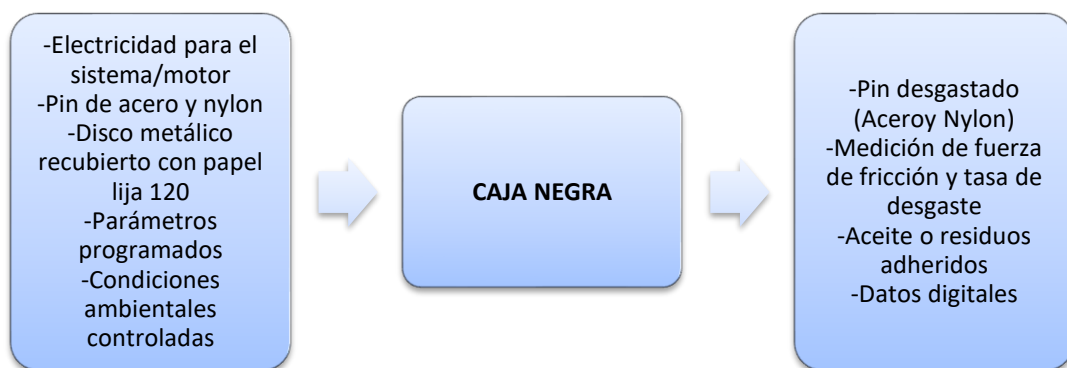 -Electricidad para el
sistema/motor
-Pin de acero y nylon
-Disco metálico
recubierto con papel
lija 120
-Parámetros
programados
-Condiciones
ambientales
controladas
CAJA NEGRA
-Pin desgastado
(Aceroy Nylon)
-Medición de fuerza
de fricción y tasa de
desgaste
-Aceite o residuos
adheridos
-Datos digitales